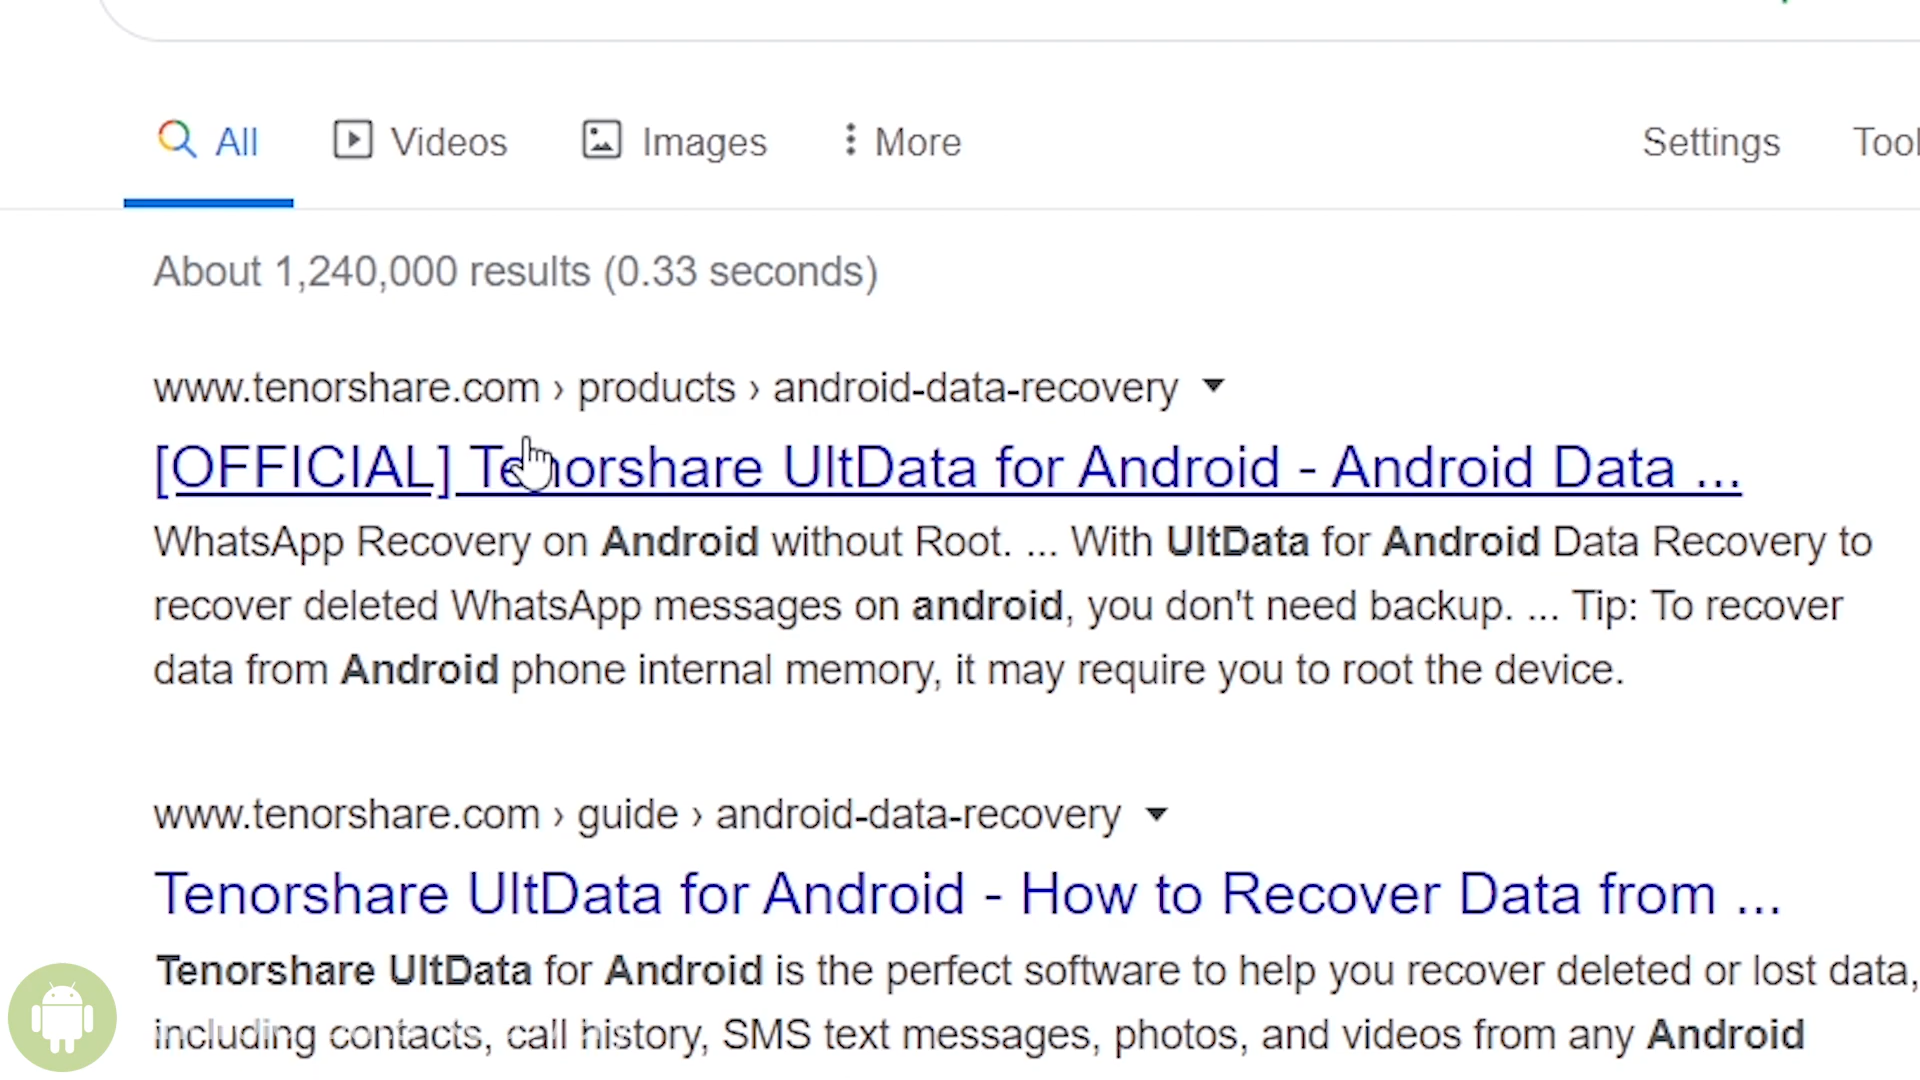 All
Videos
Images
More
Settings
Tool
About 1,240,000 results (0.33 seconds)
www.tenorshare.com › products › android-data-recovery
[OFFICIAL] Tenorshare UltData for Android - Android Data ...
WhatsApp Recovery on Android without Root. ... With UltData for Android Data Recovery to
recover deleted WhatsApp messages on android, you don't need backup. ... Tip: To recover
data from Android phone internal memory, it may require you to root the device.
www.tenorshare.com › guide › android-data-recovery
Tenorshare UltData for Android - How to Recover Data from ...
Tenorshare UltData for Android is the perfect software to help you recover deleted or lost data,
including contacts, call history, SMS text messages, photos, and videos from any Android